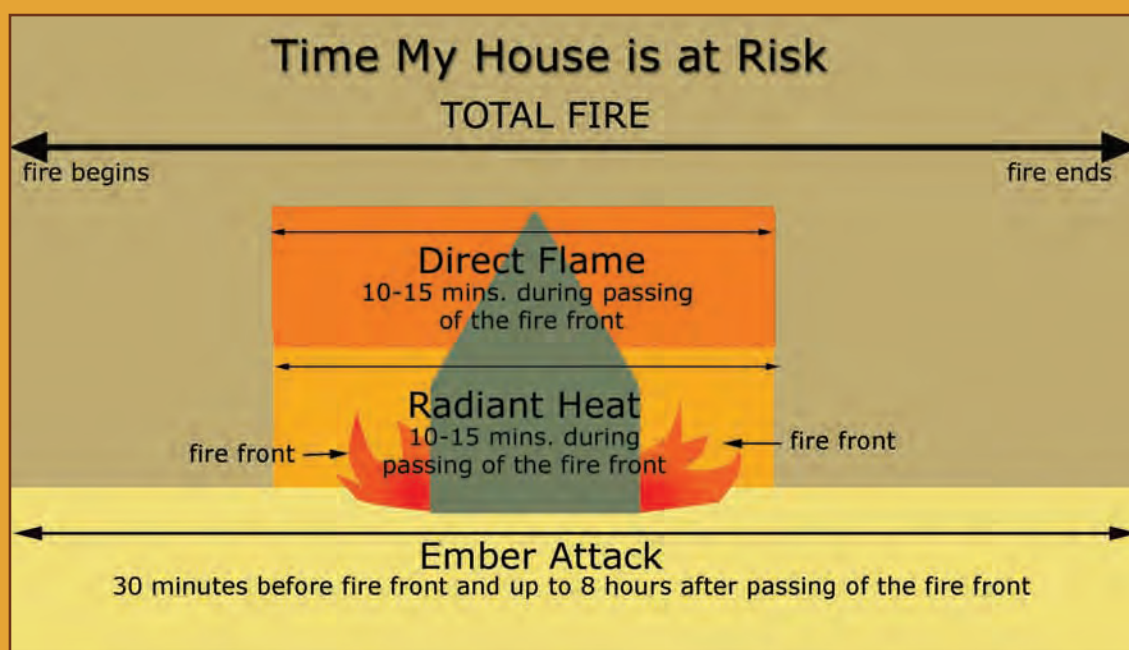 Time My House is at Risk
TOTAL FIRE
fire begins
fire ends
Direct Flame
10-15 mins. during passing
of the fire front
Radiant Heat
10-15 mins. during
passing of the fire front
fire front
fire front
Ember Attack
30 minutes before fire front and up to 8 hours after passing of the fire front